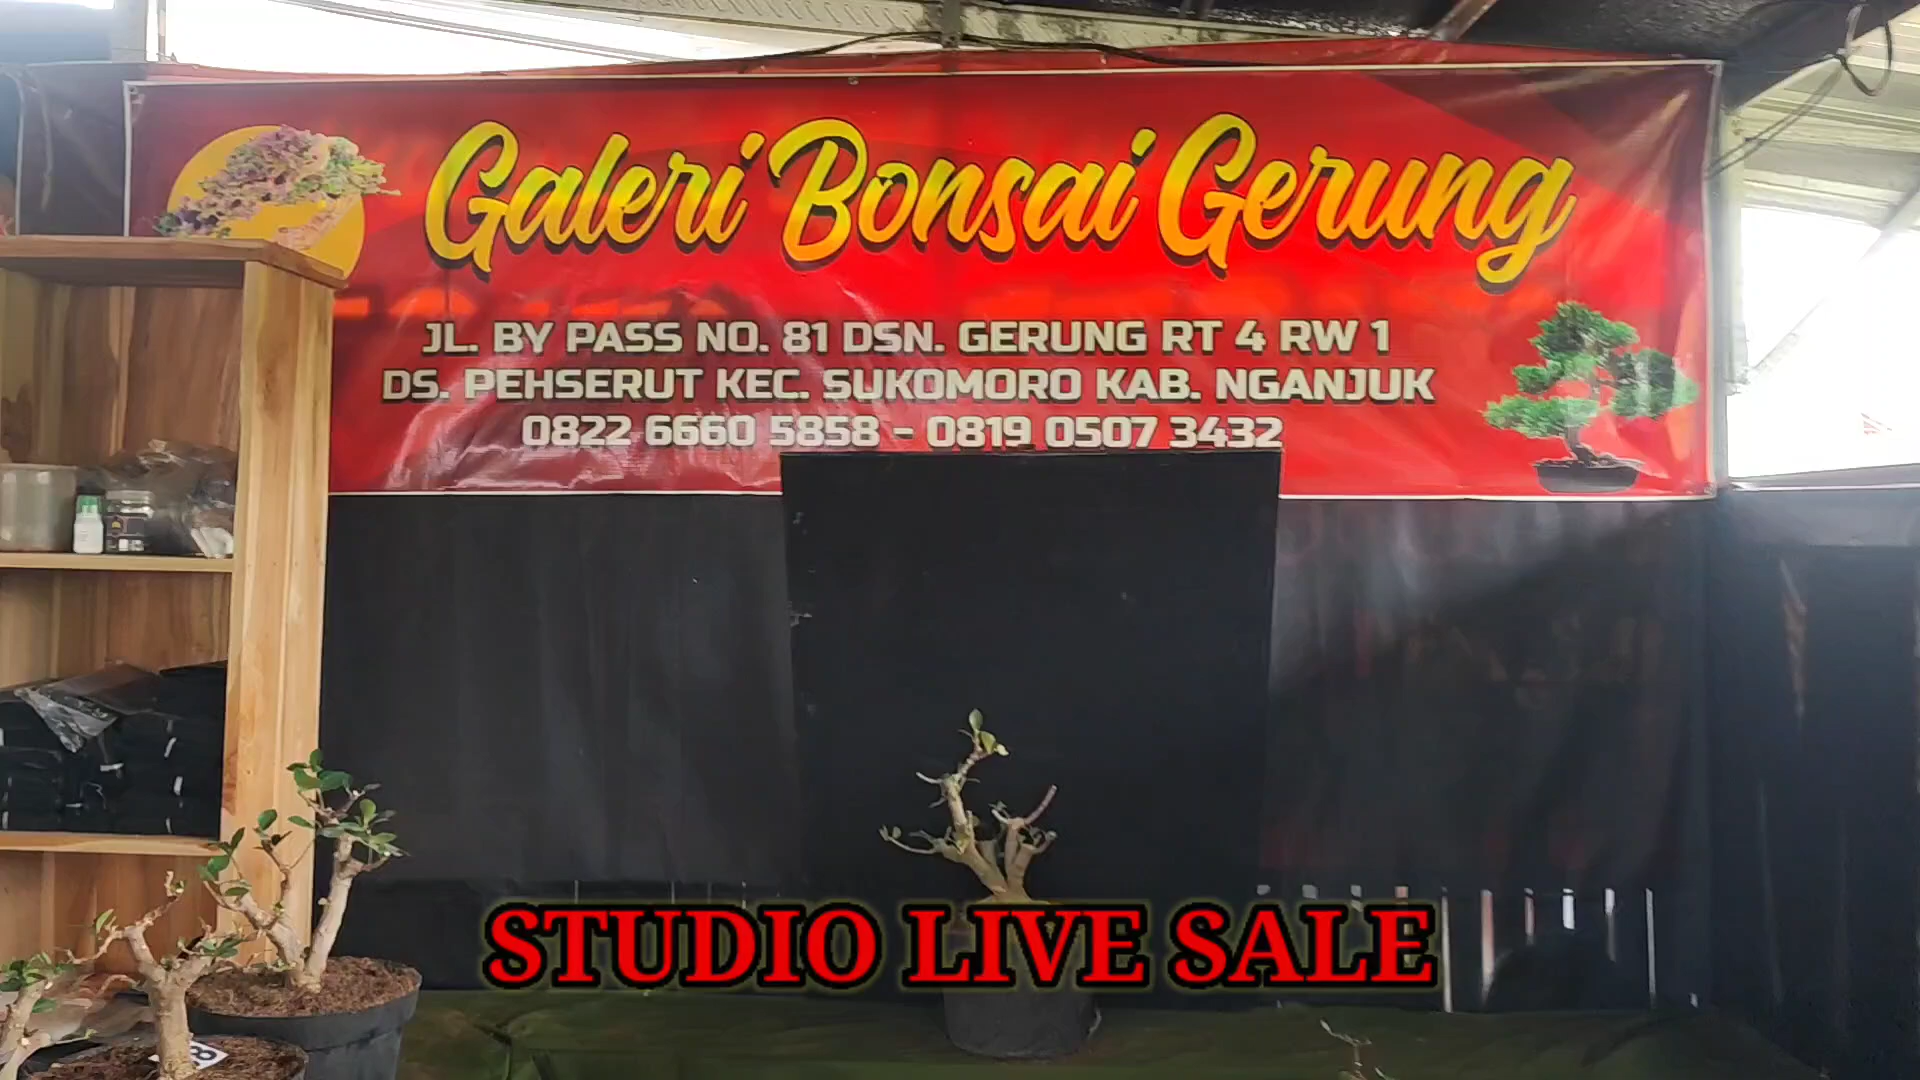 Galeri Bonsai Gerung
JL. BY PASS NO. 81 DSN. GERUNG RT 4 RW 1
DS. PEHSERUT KEC. SUKOMORO KAB. NGANJUK
0822 6660 5858 - 0819 0507 3432
STUDIO LIVE SALE